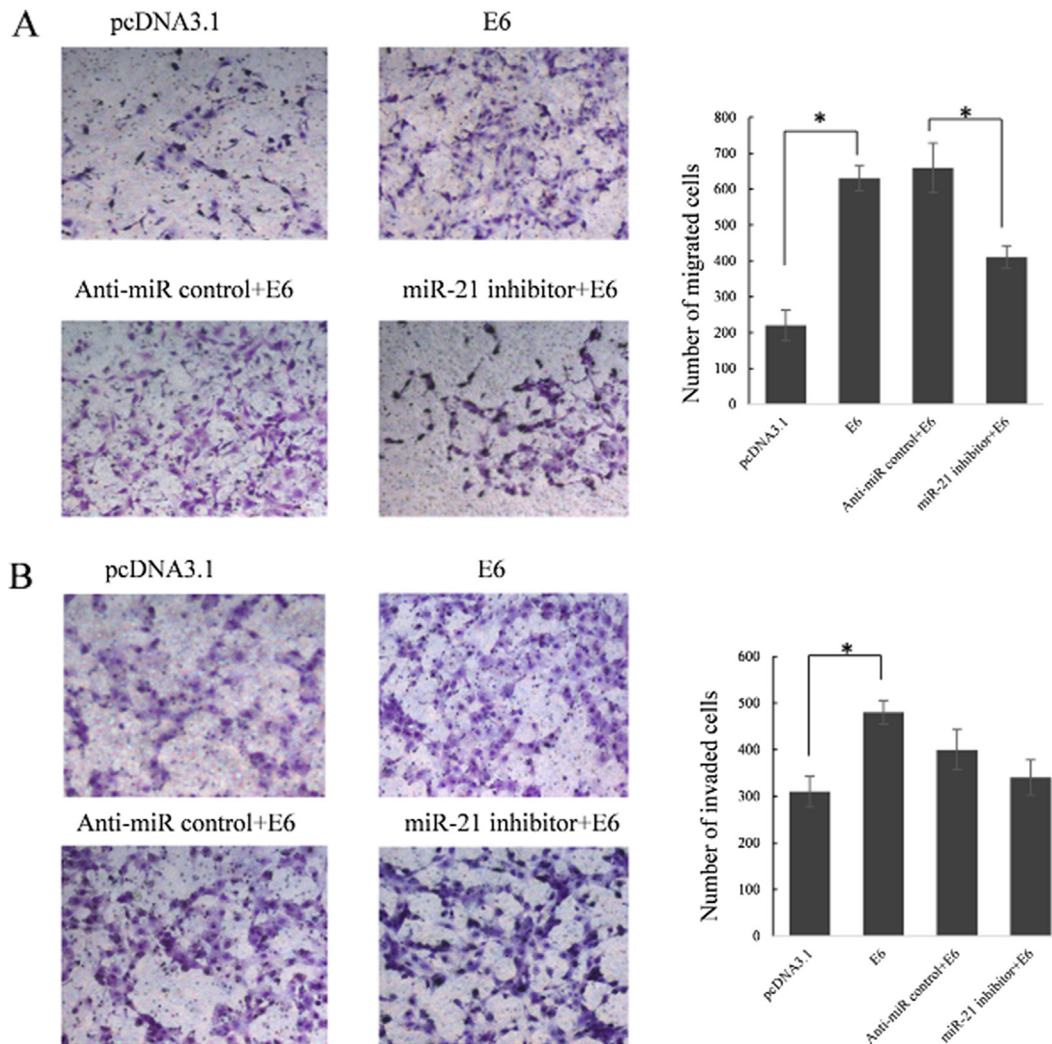 A
pcDNA3.1
E6
Anti-miR control+E6
miR-21 inhibitor+E6
Number of migrated cells
800
700
600
500
400
300
200
100
0
*
*
pcDNA3.1
E6
Anti-miR control+E6
miR-21 inhibitor+E6
B
pcDNA3.1
E6
Anti-miR control+E6
miR-21 inhibitor+E6
Number of invaded cells
600
500
400
300
200
100
0
*
pcDNA3.1
E6
Anti-miR control+E6
miR-21 inhibitor+E6